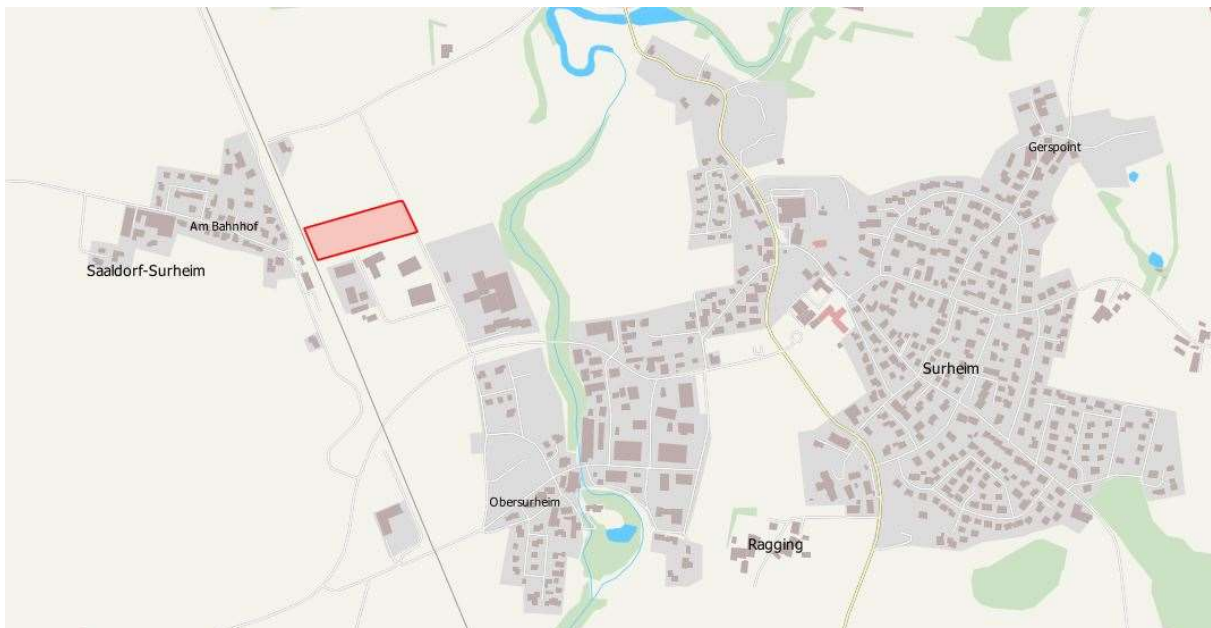 Gerspoint
Am Bahnhof
Saaldorf-Surheim
Surheim
Obersurheim
Ragging